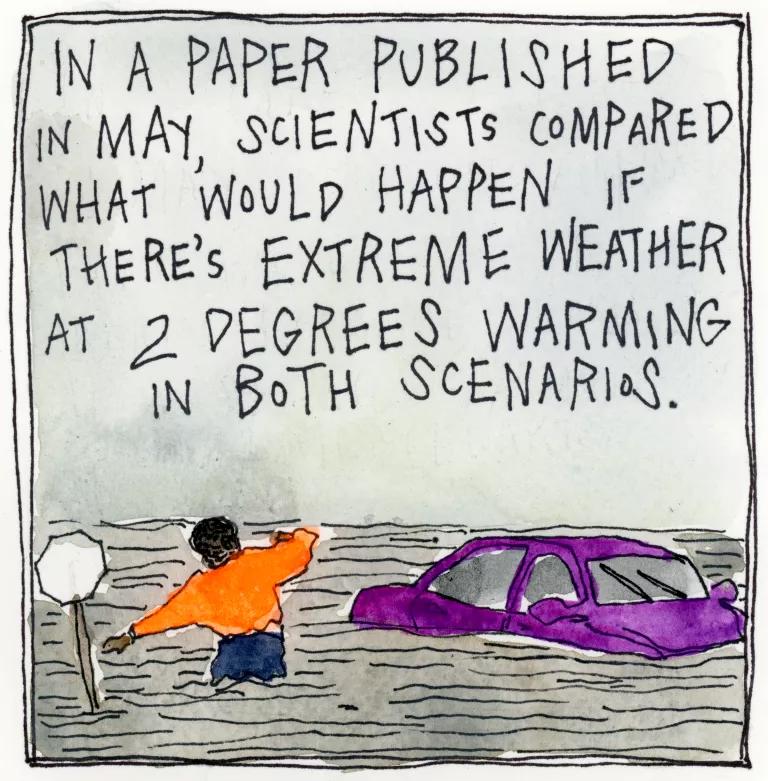 IN A PAPER PUBLISHED
IN MAY, SCIENTISTS COMPARED
WHAT WOULD HAPPEN IF
THERE'S EXTREME WEATHER
AT 2 DEGREES WARMING
IN BOTH SCENARIOS.